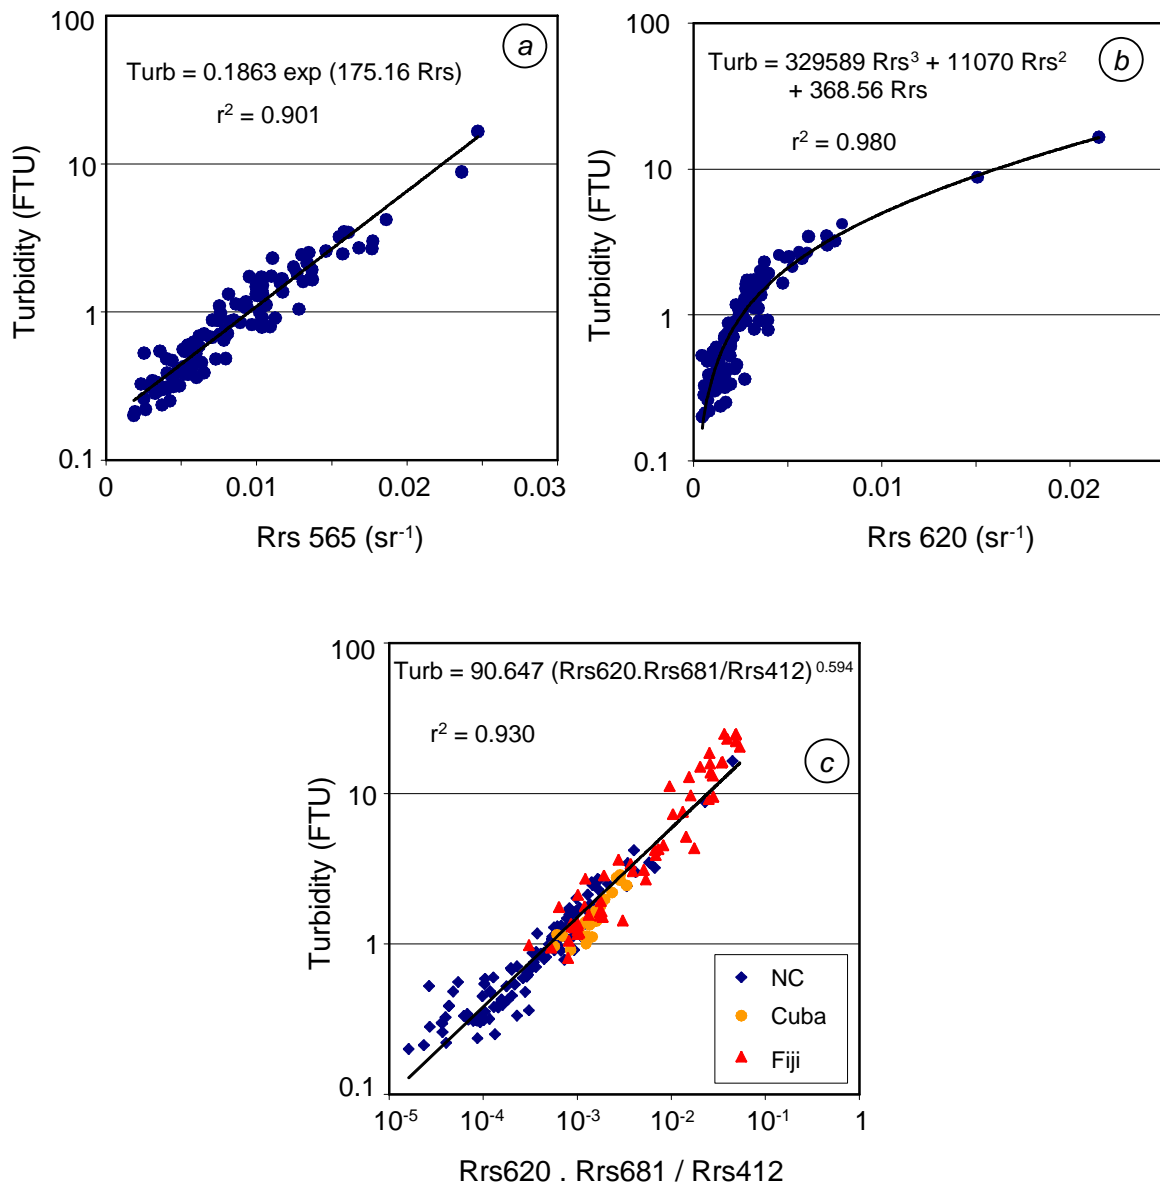 100
a
Turb = 0.1863 exp (175.16 Rrs)
r² = 0.901
10
1
0.1
Turbidity (FTU)
0
0.01
0.02
0.03
Rrs 565 (sr⁻¹)
100
b
Turb = 329589 Rrs³ + 11070 Rrs²
+ 368.56 Rrs
r² = 0.980
10
1
0.1
Turbidity (FTU)
0
0.01
0.02
Rrs 620 (sr⁻¹)
100
Turb = 90.647 (Rrs620.Rrs681/Rrs412)⁰·⁵⁹⁴
r² = 0.930
c
10
1
0.1
Turbidity (FTU)
NC
Cuba
Fiji
10⁻⁵ 10⁻⁴ 10⁻³ 10⁻² 10⁻¹ 1
Rrs620 . Rrs681 / Rrs412